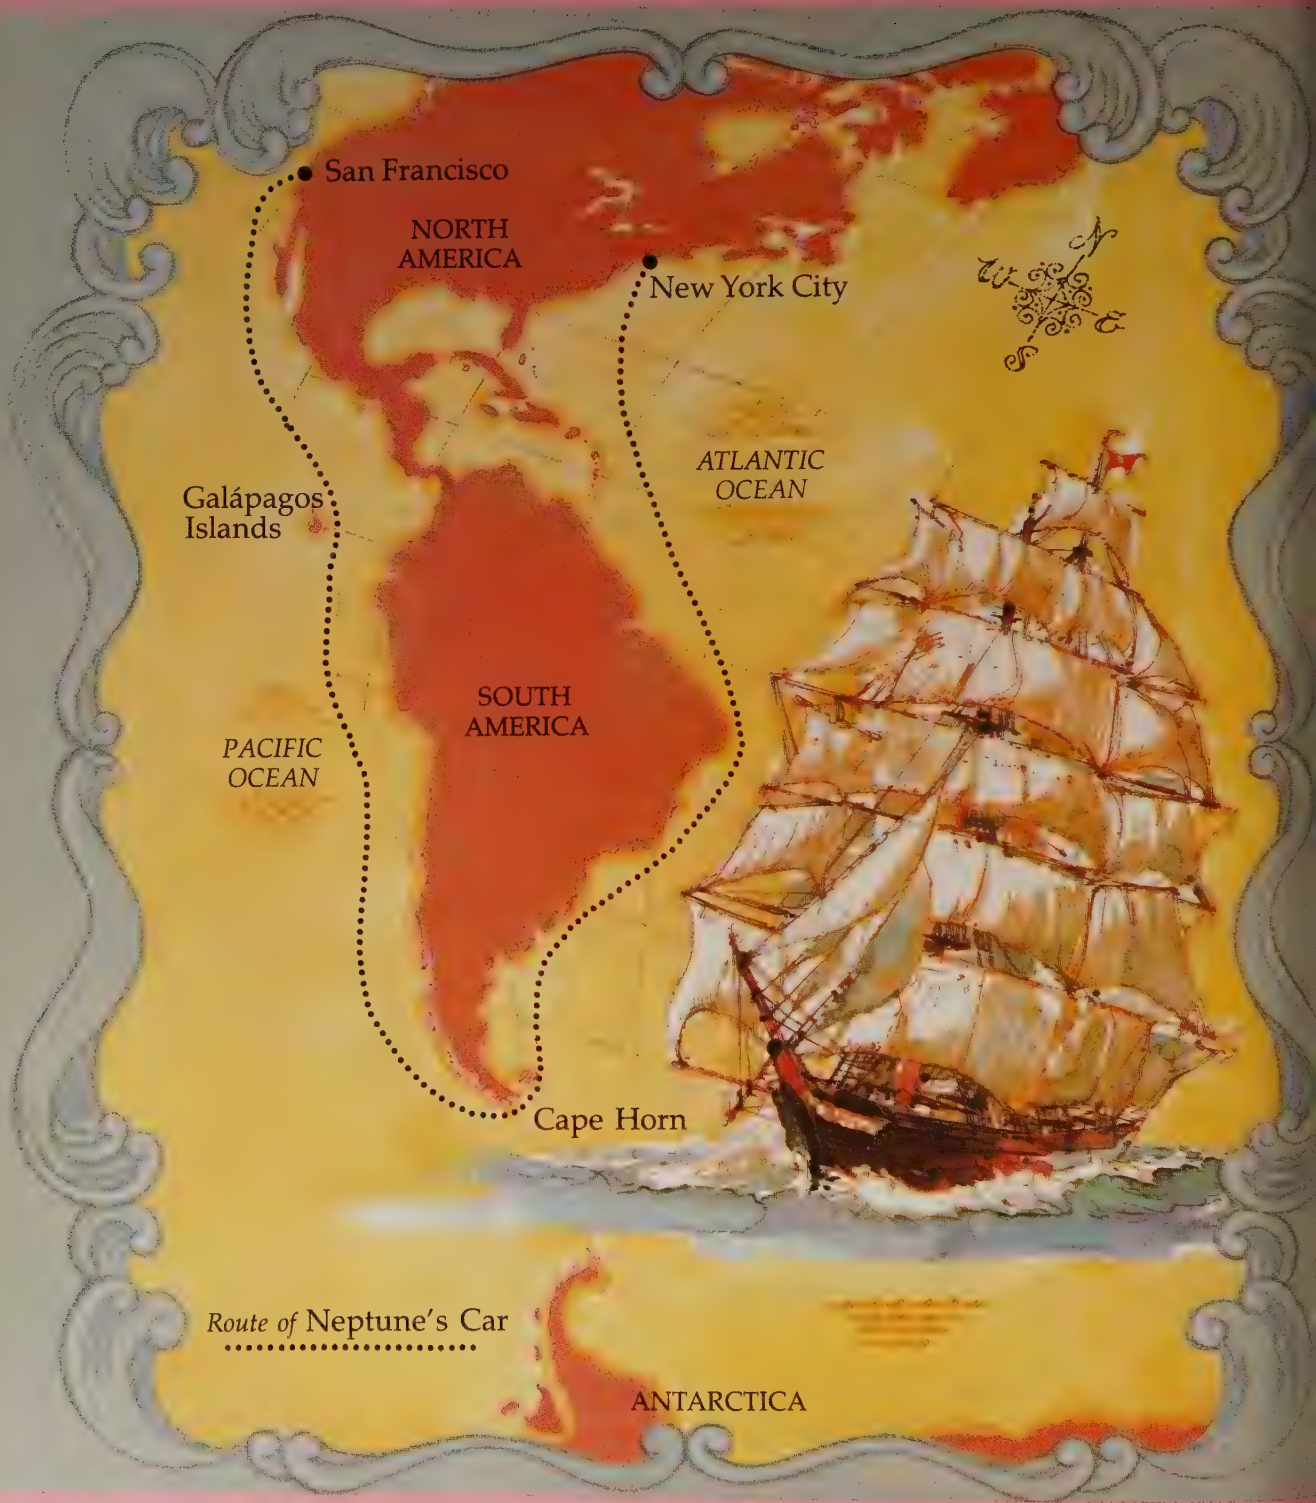 San Francisco
NORTH
AMERICA
New York City
N
W
E
S
ATLANTIC
OCEAN
Galápagos
Islands
SOUTH
AMERICA
PACIFIC
OCEAN
Cape Horn
Route of Neptune's Car
ANTARCTICA